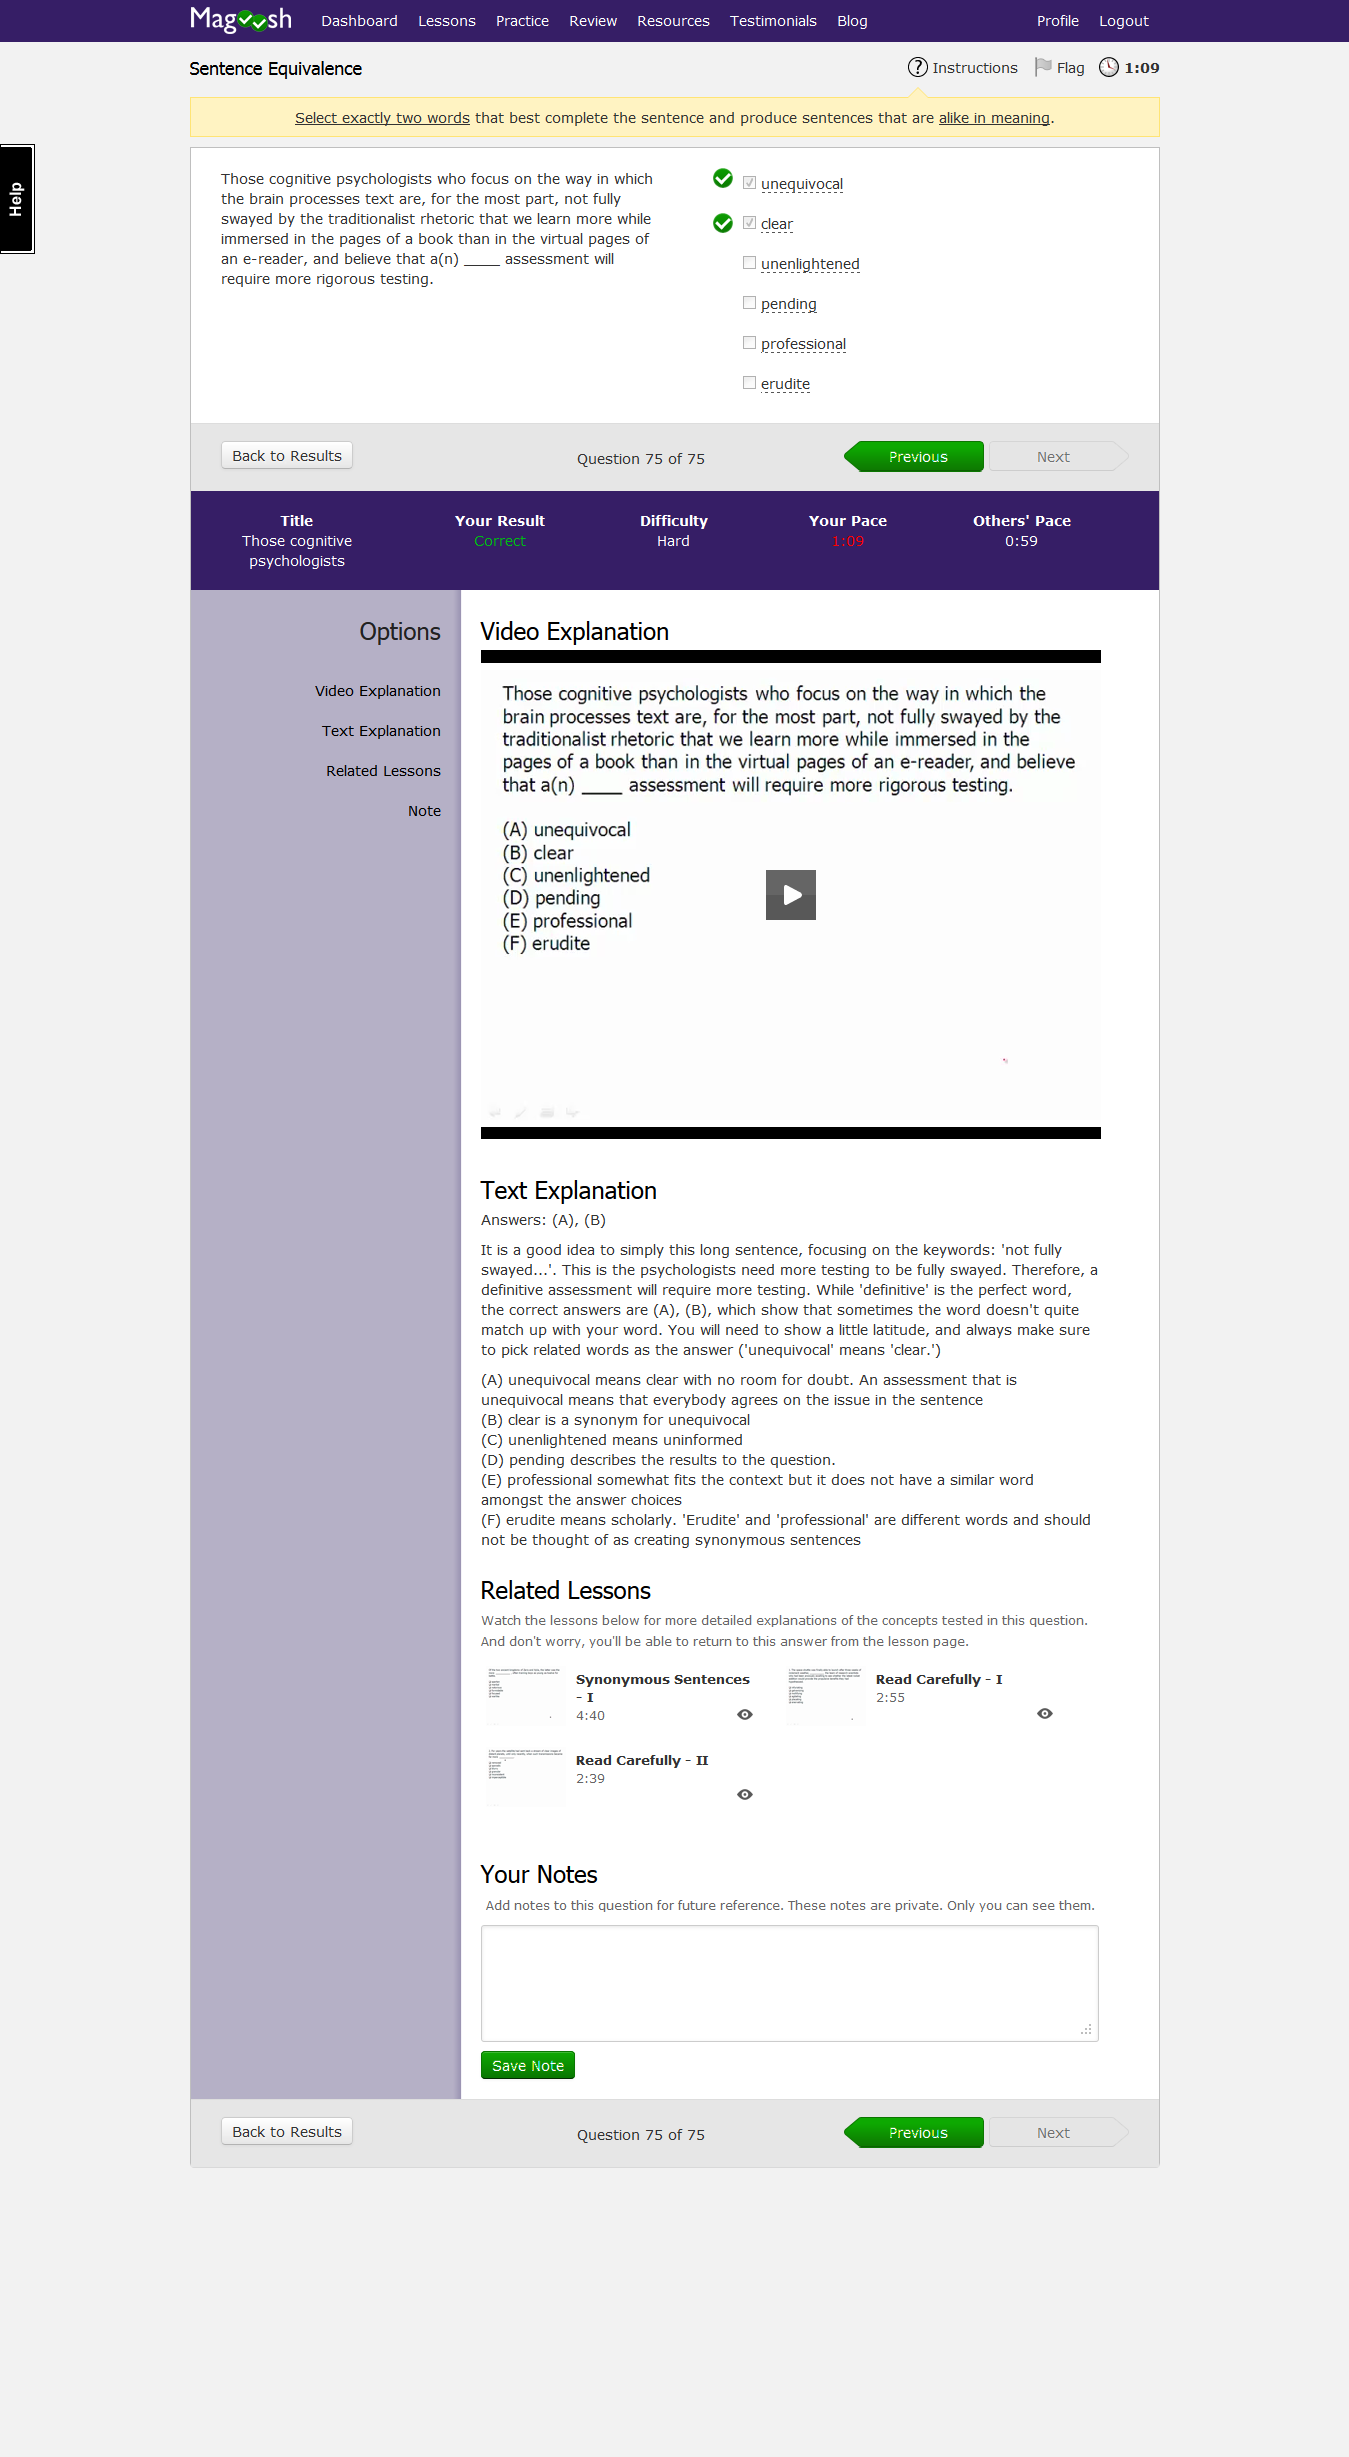 Magoosh Dashboard Lessons Practice Review Resources Testimonials Blog Profile Logout
Sentence Equivalence
? Instructions Flag 1:09
Select exactly two words that best complete the sentence and produce sentences that are alike in meaning.
Help
Those cognitive psychologists who focus on the way in which
the brain processes text are, for the most part, not fully
swayed by the traditionalist rhetoric that we learn more while
immersed in the pages of a book than in the virtual pages of
an e-reader, and believe that a(n) ____ assessment will
require more rigorous testing.
unequivocal
clear
unenlightened
pending
professional
erudite
Back to Results Question 75 of 75 Previous Next
Title Your Result Difficulty Your Pace Others' Pace
Those cognitive Correct Hard 1:09 0:59
psychologists
Options
Video Explanation
Text Explanation
Related Lessons
Note
Video Explanation
Those cognitive psychologists who focus on the way in which the
brain processes text are, for the most part, not fully swayed by the
traditionalist rhetoric that we learn more while immersed in the
pages of a book than in the virtual pages of an e-reader, and believe
that a(n) ____ assessment will require more rigorous testing.
(A) unequivocal
(B) clear
(C) unenlightened
(D) pending
(E) professional
(F) erudite
Text Explanation
Answers: (A), (B)
It is a good idea to simply this long sentence, focusing on the keywords: 'not fully
swayed...'. This is the psychologists need more testing to be fully swayed. Therefore, a
definitive assessment will require more testing. While 'definitive' is the perfect word,
the correct answers are (A), (B), which show that sometimes the word doesn't quite
match up with your word. You will need to show a little latitude, and always make sure
to pick related words as the answer ('unequivocal' means 'clear.')
(A) unequivocal means clear with no room for doubt. An assessment that is
unequivocal means that everybody agrees on the issue in the sentence
(B) clear is a synonym for unequivocal
(C) unenlightened means uninformed
(D) pending describes the results to the question.
(E) professional somewhat fits the context but it does not have a similar word
amongst the answer choices
(F) erudite means scholarly. 'Erudite' and 'professional' are different words and should
not be thought of as creating synonymous sentences
Related Lessons
Watch the lessons below for more detailed explanations of the concepts tested in this question.
And don't worry, you'll be able to return to this answer from the lesson page.
Synonymous Sentences
- I
4:40
Read Carefully - I
2:55
Read Carefully - II
2:39
Your Notes
Add notes to this question for future reference. These notes are private. Only you can see them.
Save Note
Back to Results Question 75 of 75 Previous Next